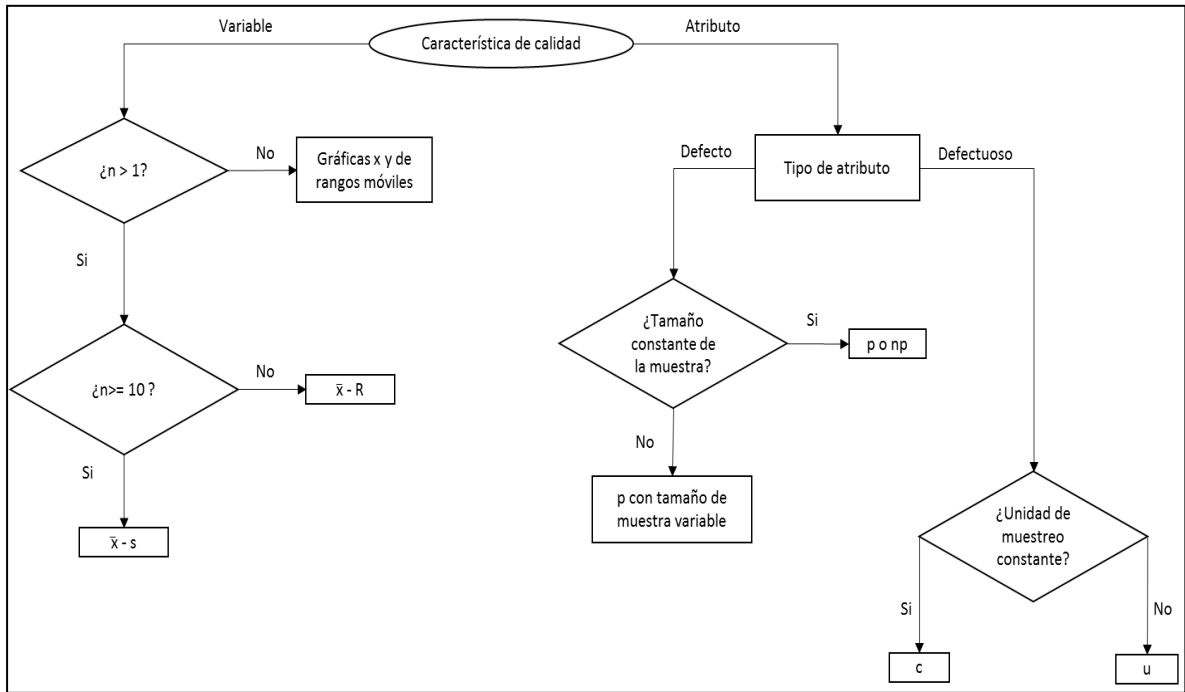 Variable
Característica de calidad
Atributo
¿n > 1?
No
Gráficas x y de
rangos móviles
Si
¿n>= 10 ?
No
x̄ - R
Si
x̄ - s
Defecto
Tipo de atributo
Defectuoso
¿Tamaño
constante de
la muestra?
Si
p o np
No
p con tamaño de
muestra variable
¿Unidad de
muestreo
constante?
Si
No
c
u